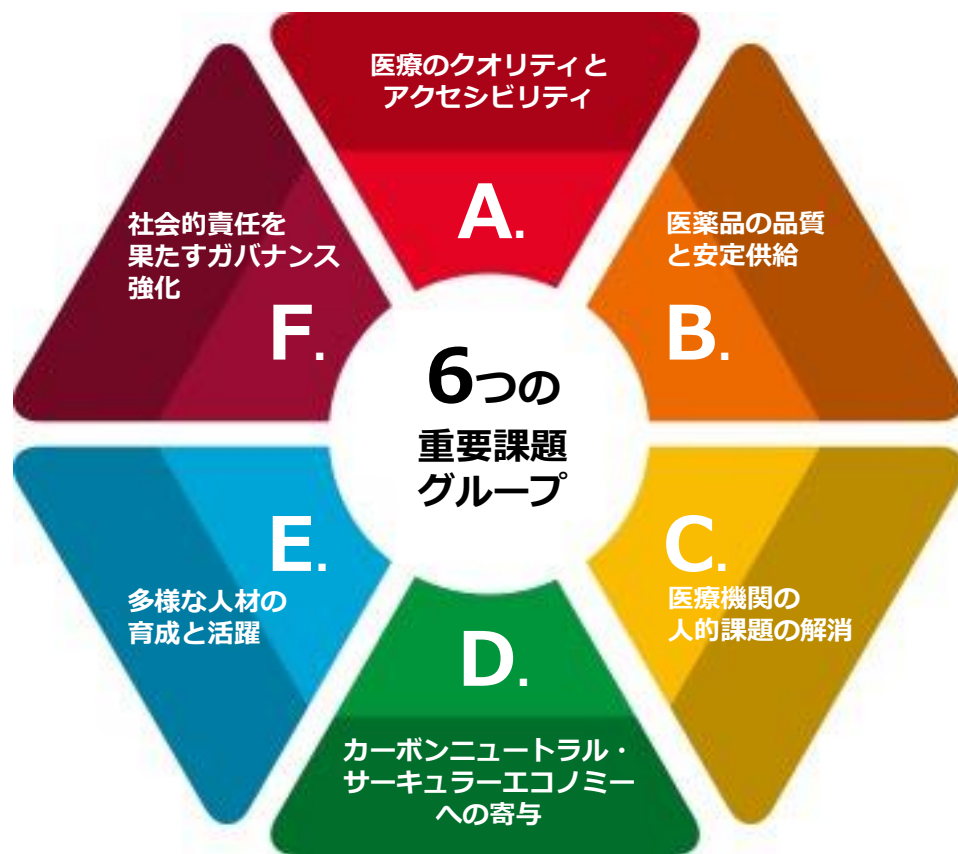 医療のクオリティと
アクセシビリティ
A.
医薬品の品質
と安定供給
B.
C.
医療機関の
人的課題の解消
D.
カーボンニュートラル・
サーキュラーエコノミー
への寄与
E.
多様な人材の
育成と活躍
社会的責任を
果たすガバナンス
強化
F.
6つの
重要課題
グループ